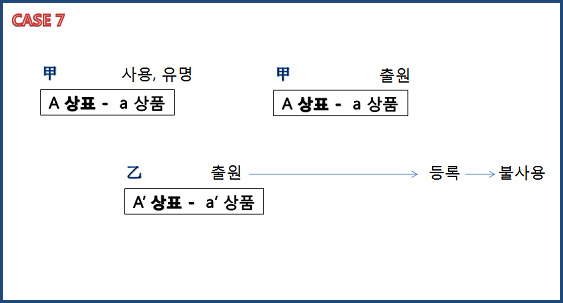 CASE 7
甲 사용, 유명 甲 출원
A 상표 - a 상품 A 상표 - a 상품
乙 출원 등록 불사용
A' 상표 - a' 상품